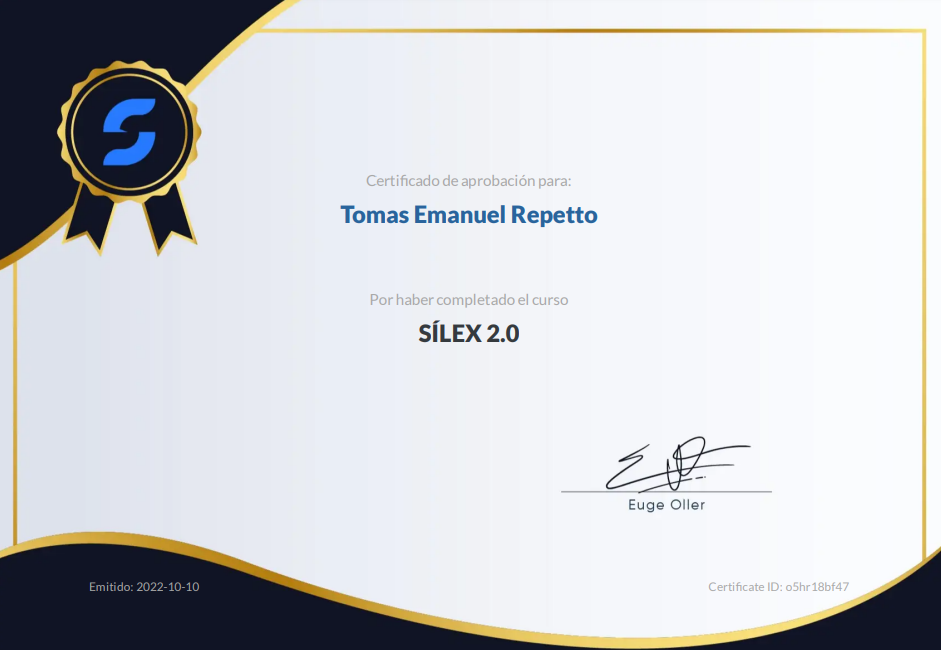 Certificado de aprobación para:
Tomas Emanuel Repetto
Por haber completado el curso
SÍLEX 2.0
Euge Oller
Emitido: 2022-10-10
Certificate ID: o5hr18bf47